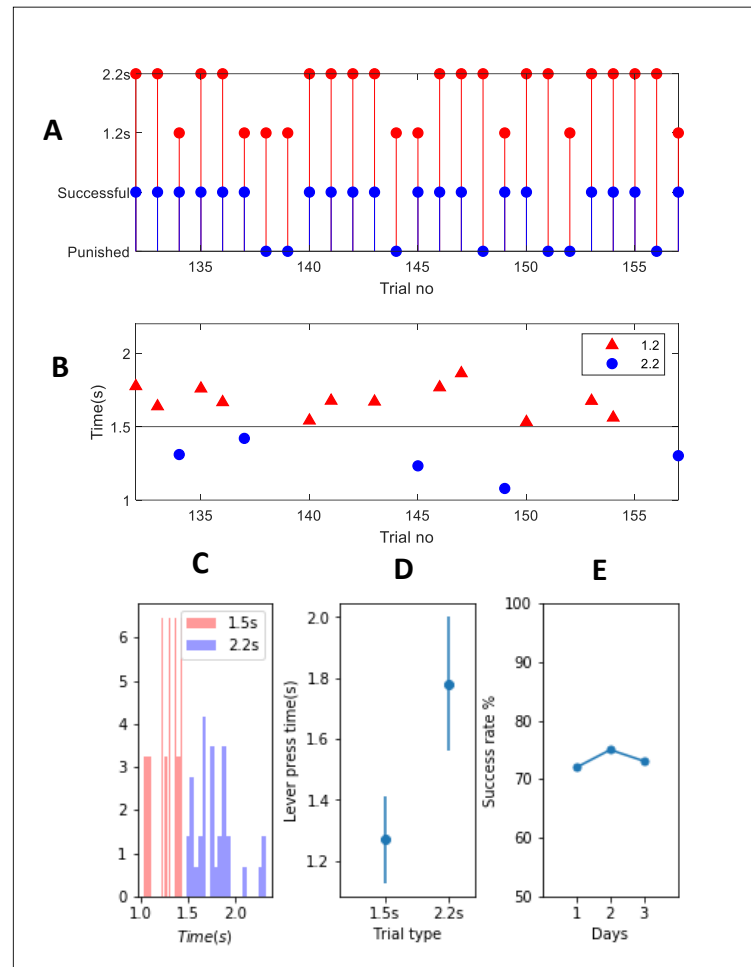 A
2.2s
1.2s
Successful
Punished
135 140 145 150 155
Trial no
B
Time(s)
2
1.5
1
1.2
2.2
135 140 145 150 155
Trial no
C
6
5
4
3
2
1
0
1.5s
2.2s
1.0 1.5 2.0
Time(s)
D
Lever press time(s)
2.0
1.8
1.6
1.4
1.2
1.5s 2.2s
Trial type
E
Success rate %
100
90
80
70
60
50
1 2 3
Days